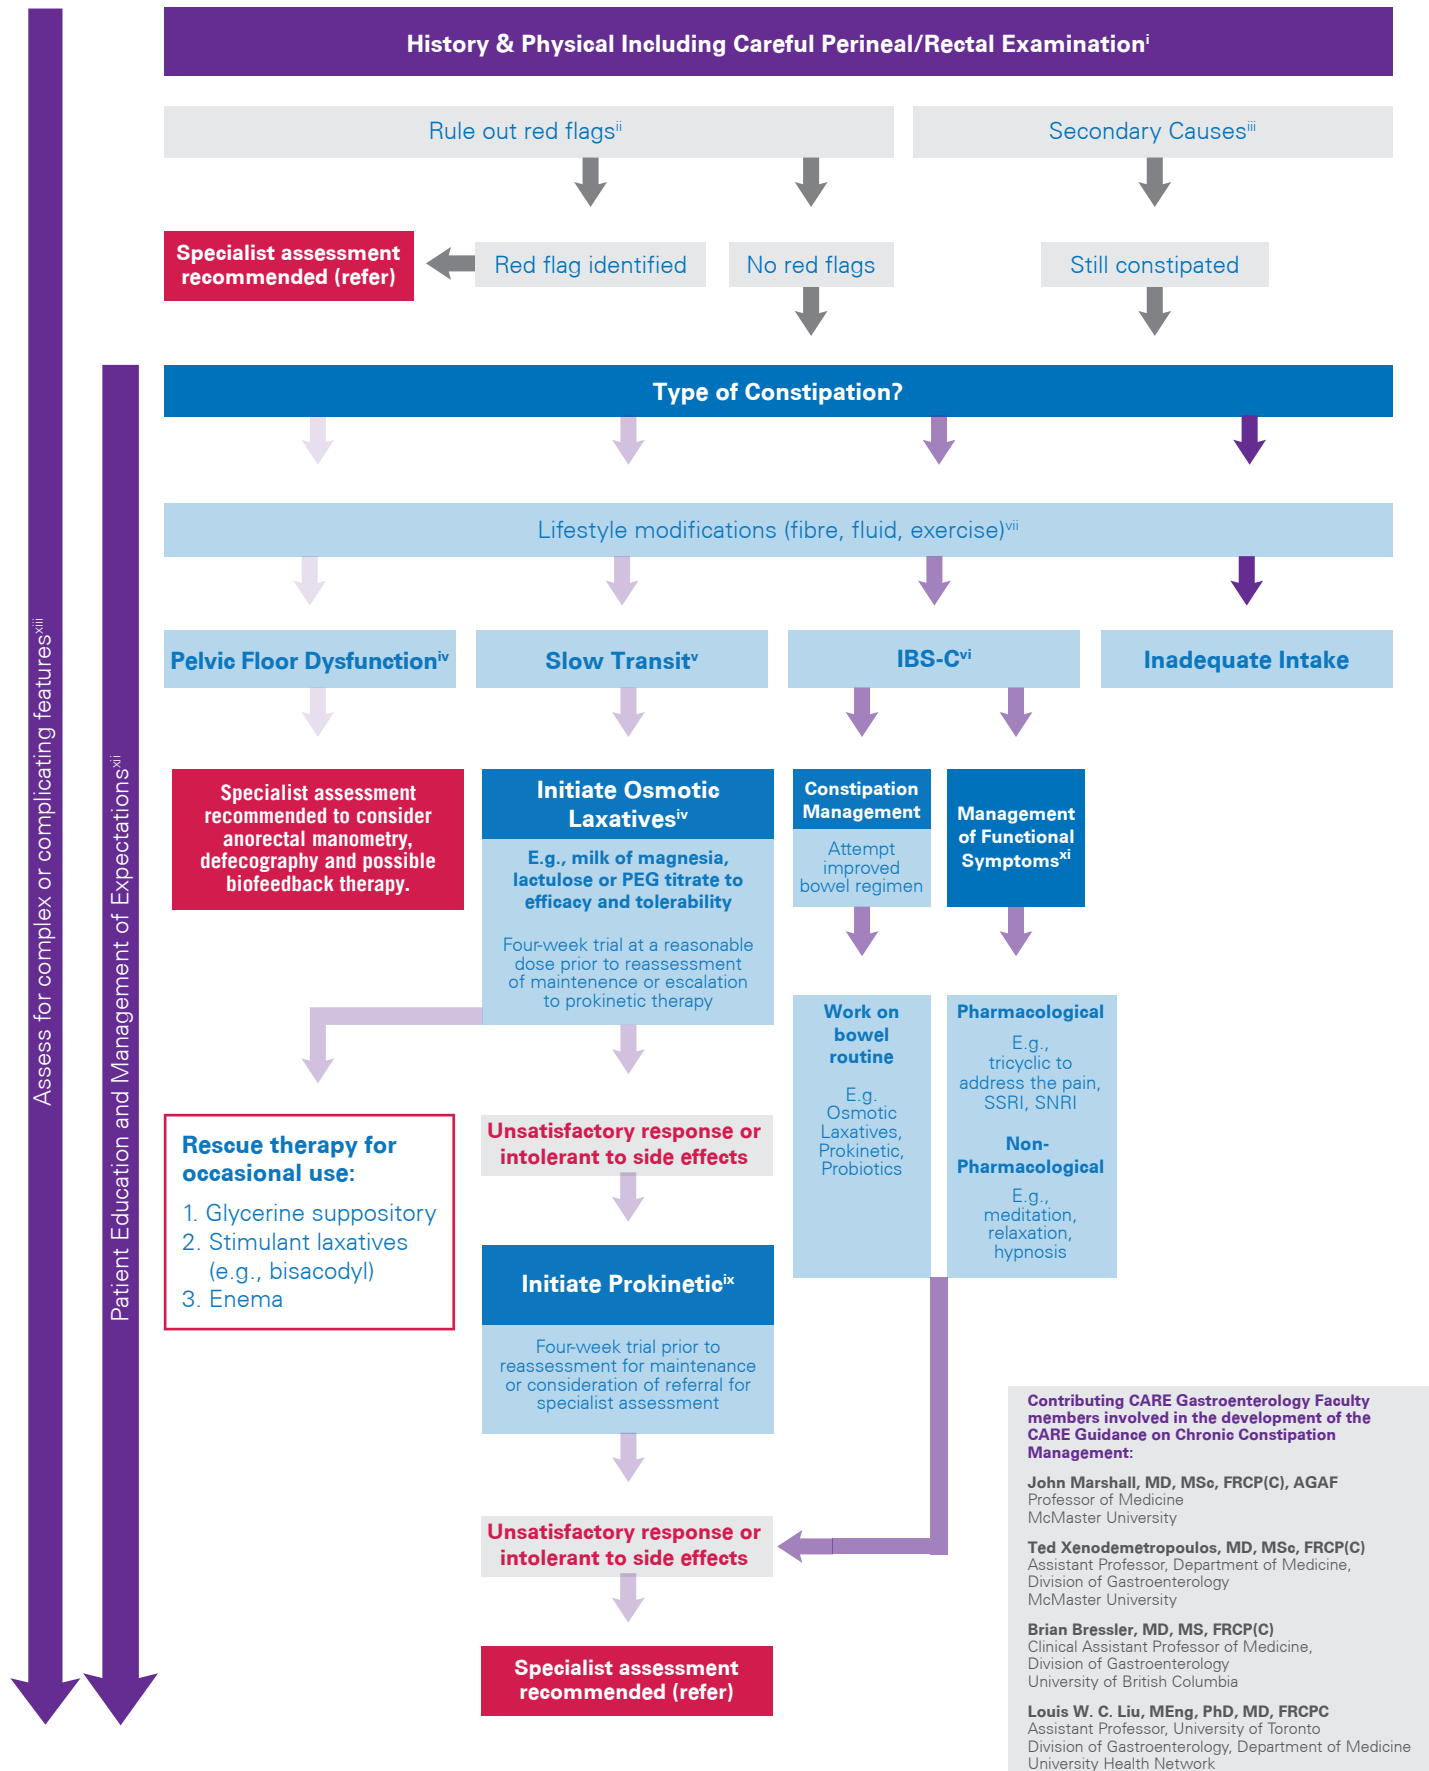 History & Physical Including Careful Perineal/Rectal Examinationⁱ
Rule out red flagsⁱⁱ
Secondary Causesⁱⁱⁱ
Specialist assessment
recommended (refer)
Red flag identified
No red flags
Still constipated
Type of Constipation?
Lifestyle modifications (fibre, fluid, exercise)ᵛⁱⁱ
Pelvic Floor Dysfunctionⁱᵛ
Slow Transitᵛ
IBS-Cᵛⁱ
Inadequate Intake
Specialist assessment
recommended to consider
anorectal manometry,
defecography and possible
biofeedback therapy.
Initiate Osmotic
Laxativesⁱᵛ
E.g., milk of magnesia,
lactulose or PEG titrate to
efficacy and tolerability
Four-week trial at a reasonable
dose prior to reassessment
of maintenence or escalation
to prokinetic therapy
Constipation
Management
Attempt
improved
bowel regimen
Management
of Functional
Symptomsˣⁱ
Work on
bowel
routine
E.g.
Osmotic
Laxatives,
Prokinetic,
Probiotics
Pharmacological
E.g.,
tricyclic to
address the pain,
SSRI, SNRI
Non-
Pharmacological
E.g.,
meditation,
relaxation,
hypnosis
Rescue therapy for
occasional use:
1. Glycerine suppository
2. Stimulant laxatives
(e.g., bisacodyl)
3. Enema
Unsatisfactory response or
intolerant to side effects
Initiate Prokineticⁱˣ
Four-week trial prior to
reassessment for maintenance
or consideration of referral for
specialist assessment
Unsatisfactory response or
intolerant to side effects
Specialist assessment
recommended (refer)
Assess for complex or complicating featuresˣⁱⁱⁱ
Patient Education and Management of Expectationsˣⁱⁱ
Contributing CARE Gastroenterology Faculty
members involved in the development of the
CARE Guidance on Chronic Constipation
Management:
John Marshall, MD, MSc, FRCP(C), AGAF
Professor of Medicine
McMaster University
Ted Xenodemetropoulos, MD, MSc, FRCP(C)
Assistant Professor, Department of Medicine,
Division of Gastroenterology
McMaster University
Brian Bressler, MD, MS, FRCP(C)
Clinical Assistant Professor of Medicine,
Division of Gastroenterology
University of British Columbia
Louis W. C. Liu, MEng, PhD, MD, FRCPC
Assistant Professor, University of Toronto
Division of Gastroenterology, Department of Medicine
University Health Network